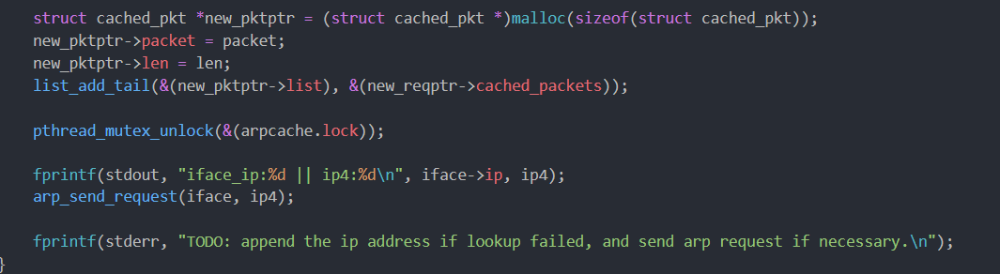 struct cached_pkt *new_pktptr = (struct cached_pkt *)malloc(sizeof(struct cached_pkt));
new_pktptr->packet = packet;
new_pktptr->len = len;
list_add_tail(&(new_pktptr->list), &(new_reqptr->cached_packets));
pthread_mutex_unlock(&(arpcache.lock));
fprintf(stdout, "iface_ip:%d || ip4:%d\n", iface->ip, ip4);
arp_send_request(iface, ip4);
fprintf(stderr, "TODO: append the ip address if lookup failed, and send arp request if necessary.\n");
}